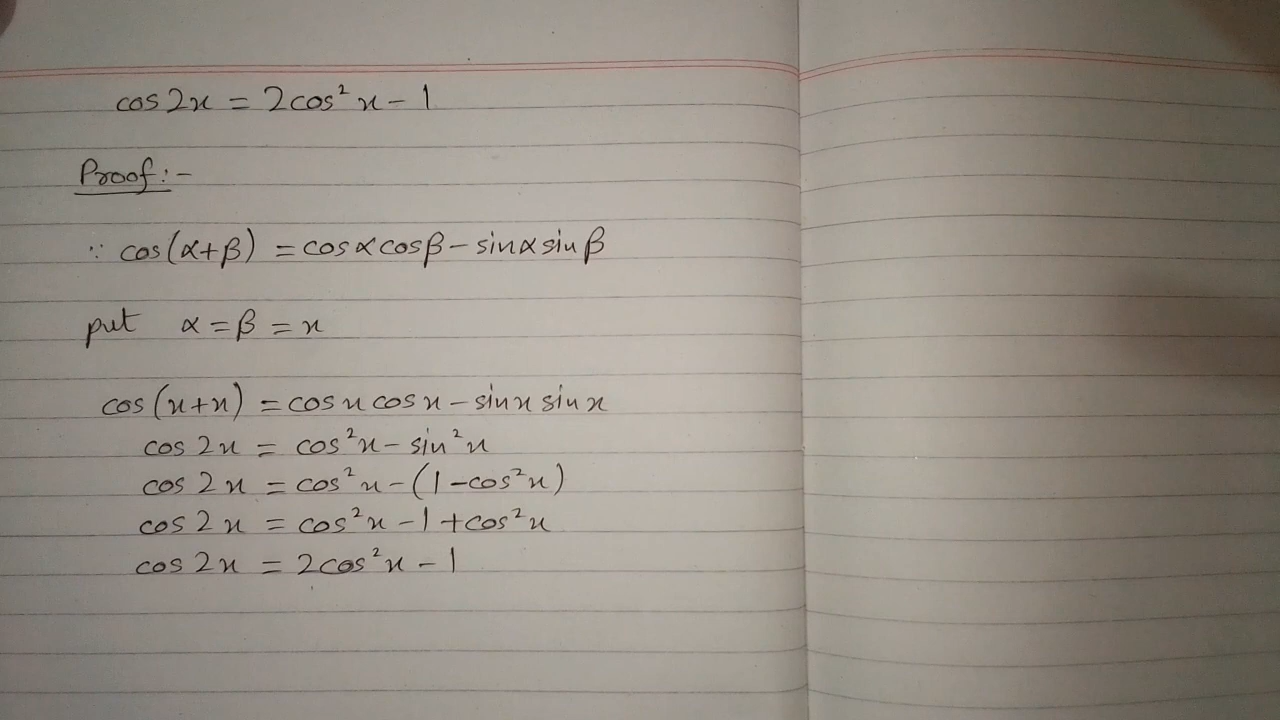 cos 2x = 2cos²x - 1
Proof :-
∵ cos(α+β) = cosα cosβ - sinα sinβ
put α = β = x
cos(x+x) = cosx cosx - sinx sinx
cos 2x = cos²x - sin²x
cos 2x = cos²x - (1 - cos²x)
cos 2x = cos²x - 1 + cos²x
cos 2x = 2cos²x - 1